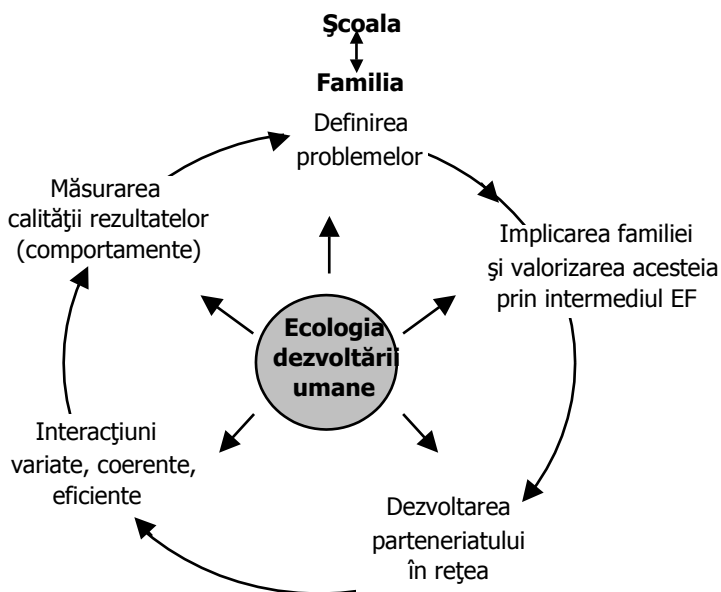 Şcoala
Familia
Definirea
problemelor
Implicarea familiei
şi valorizarea acesteia
prin intermediul EF
Dezvoltarea
parteneriatului
în reţea
Interacţiuni
variate, coerente,
eficiente
Măsurarea
calităţii rezultatelor
(comportamente)
Ecologia
dezvoltării
umane